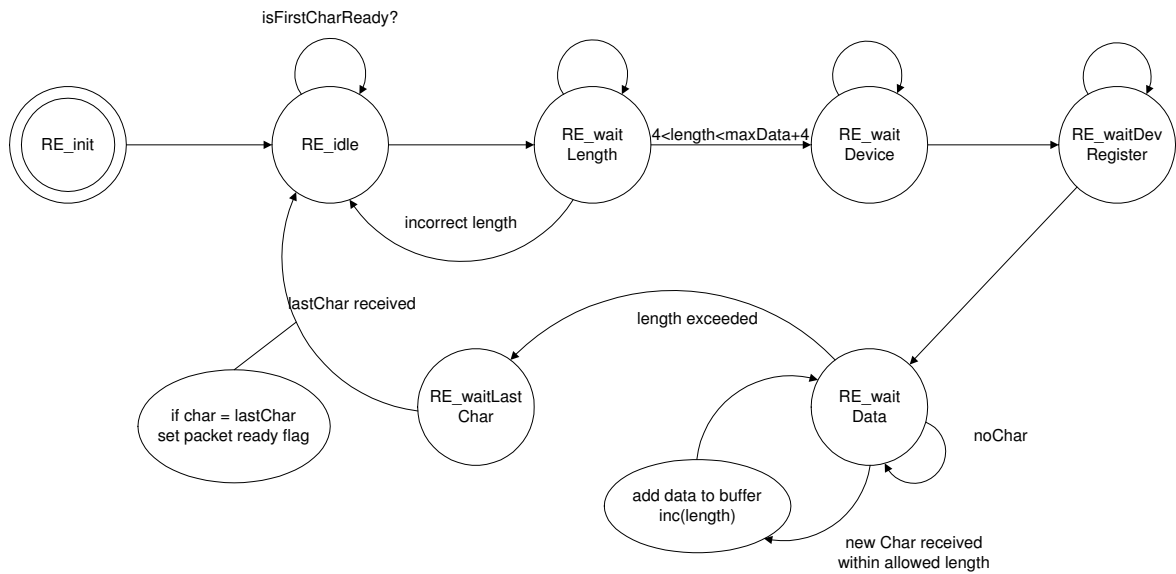 isFirstCharReady?
RE_init
RE_idle
RE_wait
Length
4<length<maxData+4
RE_wait
Device
RE_waitDev
Register
incorrect length
lastChar received
length exceeded
if char = lastChar
set packet ready flag
RE_waitLast
Char
RE_wait
Data
noChar
add data to buffer
inc(length)
new Char received
within allowed length